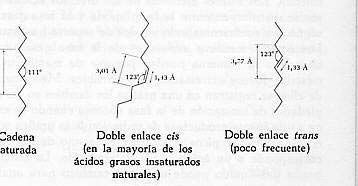 111°
3,01 Å
123°
1,33 Å
3,77 Å
123°
1,33 Å
Cadena
saturada
Doble enlace cis
(en la mayoría de los
ácidos grasos insaturados
naturales)
Doble enlace trans
(poco frecuente)